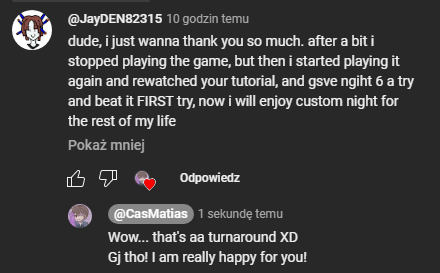 @JayDEN82315 10 godzin temu
dude, i just wanna thank you so much. after a bit i
stopped playing the game, but then i started playing it
again and rewatched your tutorial, and gsve ngiht 6 a try
and beat it FIRST try, now i will enjoy custom night for
the rest of my life
Pokaż mniej
Odpowiedz
@CasMatias 1 sekundę temu
Wow... that's aa turnaround XD
Gj tho! I am really happy for you!